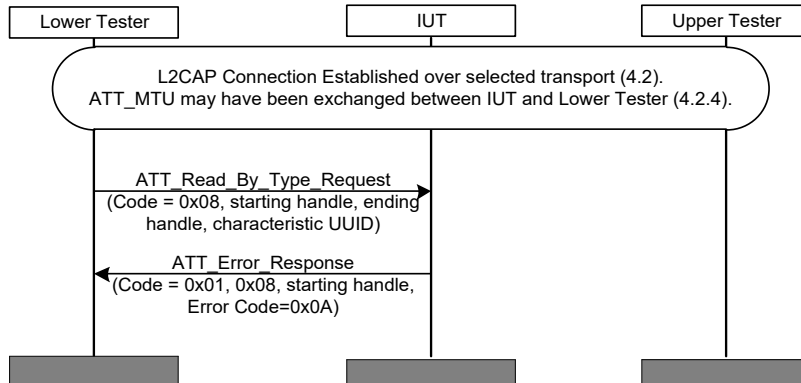 Lower Tester
IUT
Upper Tester
L2CAP Connection Established over selected transport (4.2).
ATT_MTU may have been exchanged between IUT and Lower Tester (4.2.4).
ATT_Read_By_Type_Request
(Code = 0x08, starting handle, ending
handle, characteristic UUID)
ATT_Error_Response
(Code = 0x01, 0x08, starting handle,
Error Code=0x0A)